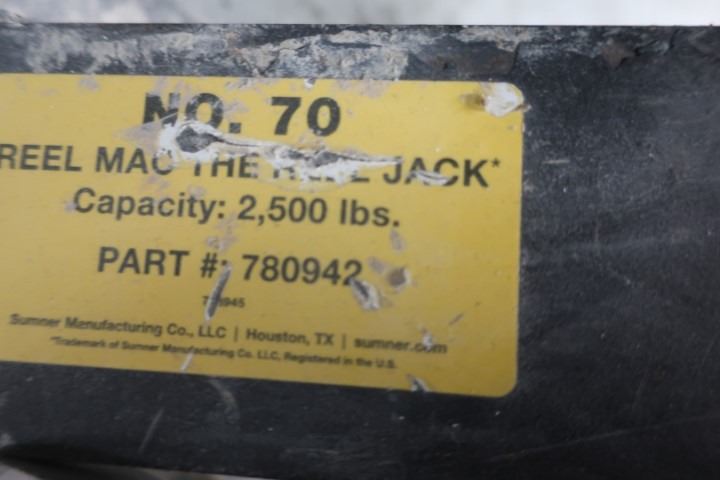 NO. 70
REEL MAC THE JACK*
Capacity: 2,500 lbs.
PART #: 780942
Sumner Manufacturing Co., LLC | Houston, TX | sumner.com
*Trademark of Sumner Manufacturing Co. LLC, Registered in the U.S.